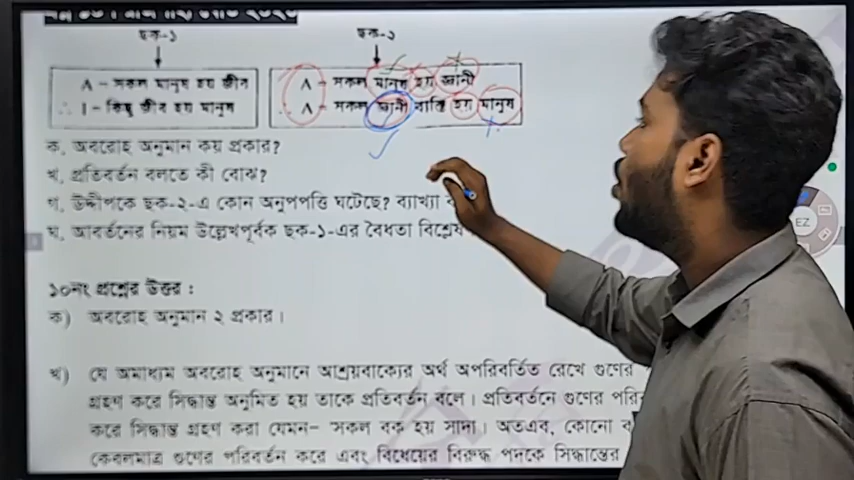 ছক-১
ছক-২
A - সকল মানুষ হয় জীব
∴ I - কিছু জীব হয় মানুষ
A - সকল মানুষ হয় জ্ঞানী
∴ A - সকল জ্ঞানী ব্যক্তি হয় মানুষ
ক. অবরোহ অনুমান কয় প্রকার?
খ. প্রতিবর্তন বলতে কী বোঝ?
গ. উদ্দীপকে ছক-২-এ কোন অনুপপত্তি ঘটেছে? ব্যাখ্যা
ঘ. আবর্তনের নিয়ম উল্লেখপূর্বক ছক-১-এর বৈধতা বিশ্লেষ
EZ
১০নং প্রশ্নের উত্তর :
ক) অবরোহ অনুমান ২ প্রকার।
খ) যে অমাধ্যম অবরোহ অনুমানে আশ্রয়বাক্যের অর্থ অপরিবর্তিত রেখে গুণের
গ্রহণ করে সিদ্ধান্ত অনুমিত হয় তাকে প্রতিবর্তন বলে। প্রতিবর্তনে গুণের পরি
করে সিদ্ধান্ত গ্রহণ করা যেমন- 'সকল বক হয় সাদা। অতএব, কোনো ব
কেবলমাত্র গুণের পরিবর্তন করে এবং বিধেয়ের বিরুদ্ধ পদকে সিদ্ধান্তের